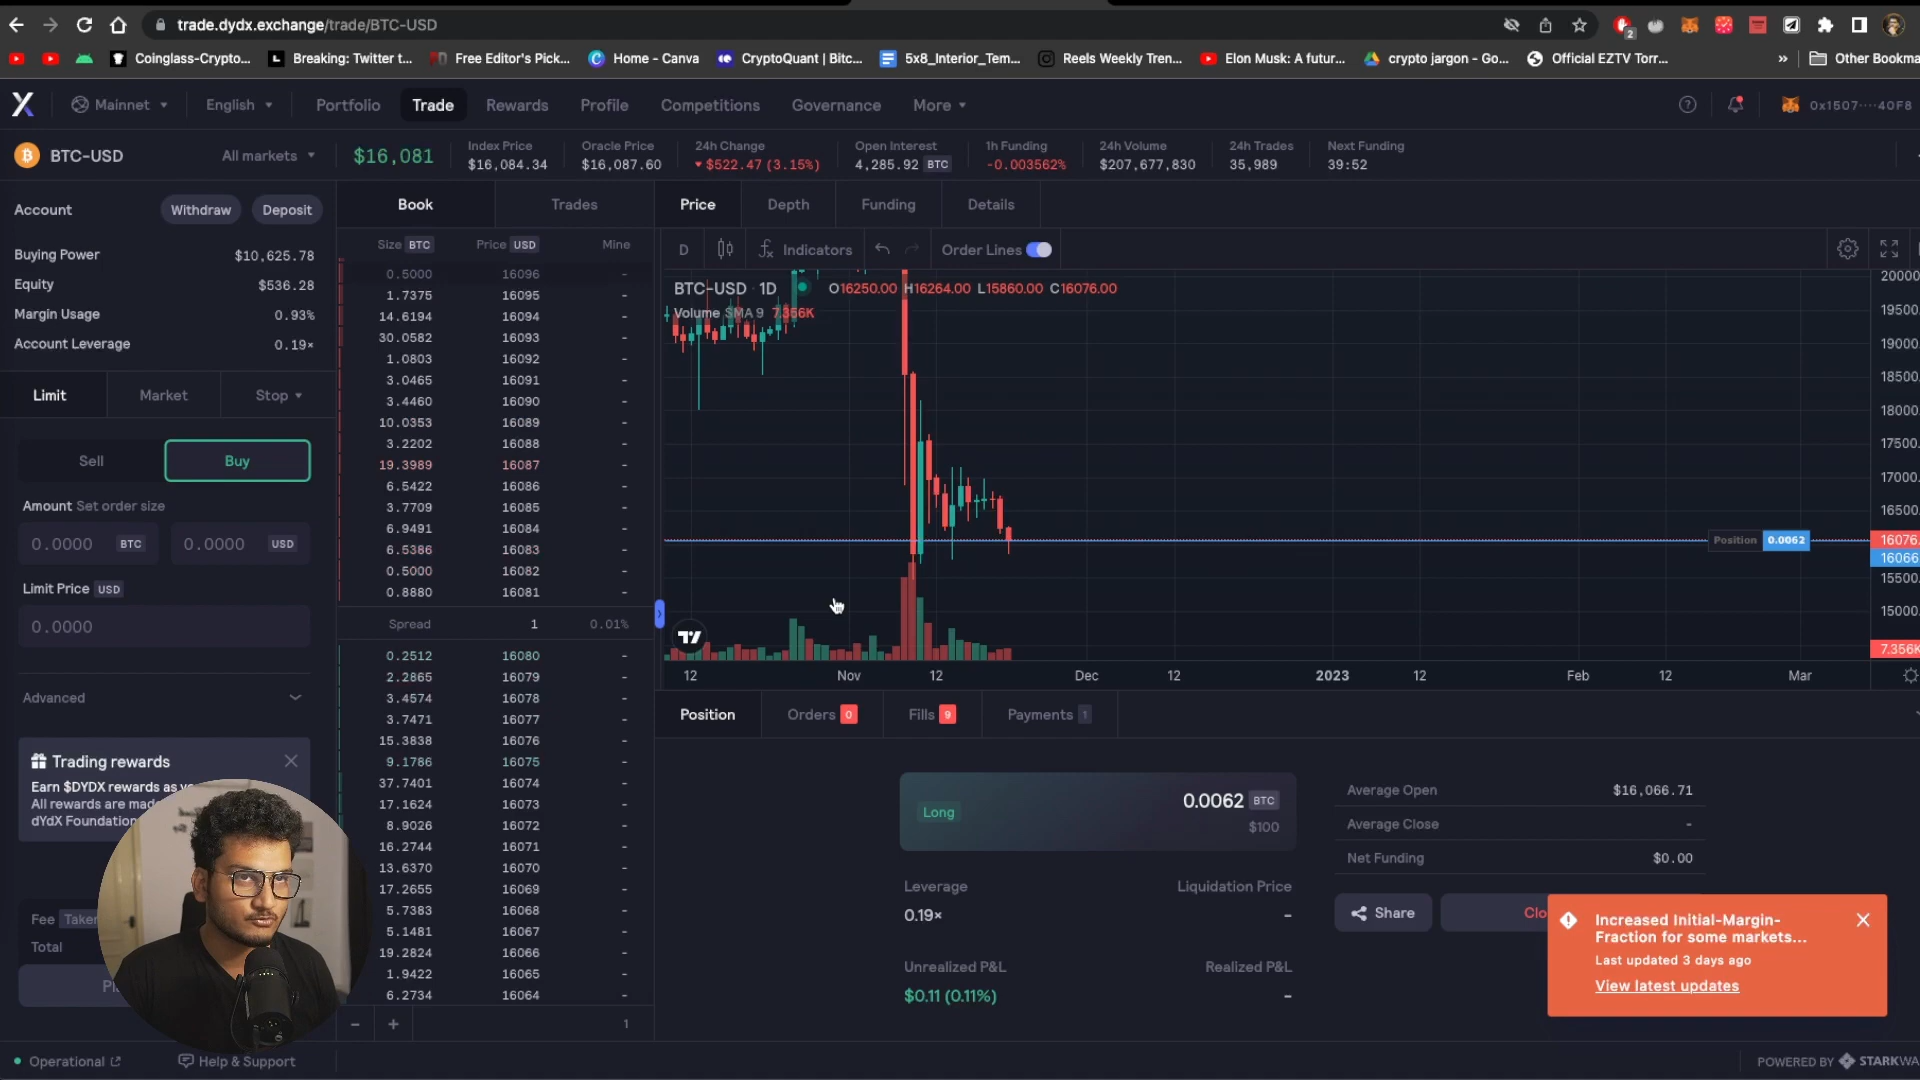 trade.dydx.exchange/trade/BTC-USD
2
Coinglass-Crypto...
Breaking: Twitter t...
Free Editor's Pick...
Home - Canva
CryptoQuant | Bitc...
5x8_Interior_Tem...
Reels Weekly Tren...
Elon Musk: A futur...
crypto jargon - Go...
Official EZTV Torr...
»
Other Bookma
Mainnet
English
Portfolio
Trade
Rewards
Profile
Competitions
Governance
More
0x1507····40F8
BTC-USD
All markets
$16,081
Index Price
$16,084.34
Oracle Price
$16,087.60
24h Change
$522.47 (3.15%)
Open Interest
4,285.92 BTC
1h Funding
-0.003562%
24h Volume
$207,677,830
24h Trades
35,989
Next Funding
39:52
Account
Withdraw
Deposit
Buying Power $10,625.78
Equity $536.28
Margin Usage 0.93%
Account Leverage 0.19×
Limit
Market
Stop
Sell
Buy
Amount Set order size
0.0000 BTC
0.0000 USD
Limit Price USD
0.0000
Advanced
Trading rewards
Earn $DYDX rewards as
All rewards are made
dYdX Foundation
Fee Taker
Total
Operational
Help & Support
Book
Trades
Size BTC Price USD Mine
0.5000 16096 -
1.7375 16095 -
14.6194 16094 -
30.0582 16093 -
1.0803 16092 -
3.0465 16091 -
3.4460 16090 -
10.0353 16089 -
3.2202 16088 -
19.3989 16087 -
6.5422 16086 -
3.7709 16085 -
6.9491 16084 -
6.5386 16083 -
0.5000 16082 -
0.8880 16081 -
Spread 1 0.01%
0.2512 16080 -
2.2865 16079 -
3.4574 16078 -
3.7471 16077 -
15.3838 16076 -
9.1786 16075 -
37.7401 16074 -
17.1624 16073 -
8.9026 16072 -
16.2744 16071 -
13.6370 16070 -
17.2655 16069 -
5.7383 16068 -
5.1481 16067 -
19.2824 16066 -
1.9422 16065 -
6.2734 16064 -
− + 1
Price
Depth
Funding
Details
D
Indicators
Order Lines
BTC-USD · 1D O16250.00 H16264.00 L15860.00 C16076.00
Volume SMA 9 7.356K
20000
19500.
19000.
18500.
18000.
17500.
17000.
16500.
Position 0.0062
16076.
16066
15500.
15000.
7.356K
12 Nov 12 Dec 12 2023 12 Feb 12 Mar
Position
Orders 0
Fills 9
Payments 1
Long
0.0062 BTC
$100
Leverage
0.19×
Liquidation Price
-
Unrealized P&L
$0.11 (0.11%)
Realized P&L
-
Average Open $16,066.71
Average Close -
Net Funding $0.00
Share
Clo
Increased Initial-Margin-
Fraction for some markets...
Last updated 3 days ago
View latest updates
POWERED BY STARKWA